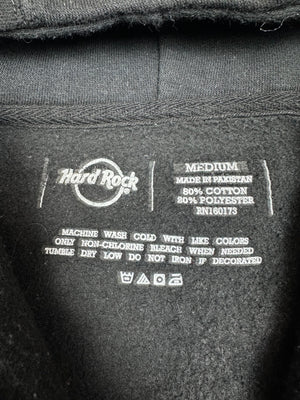 Hard Rock
MEDIUM
MADE IN PAKISTAN
80% COTTON
20% POLYESTER
RN160173
MACHINE WASH COLD WITH LIKE COLORS
ONLY NON-CHLORINE BLEACH WHEN NEEDED
TUMBLE DRY LOW DO NOT IRON IF DECORATED